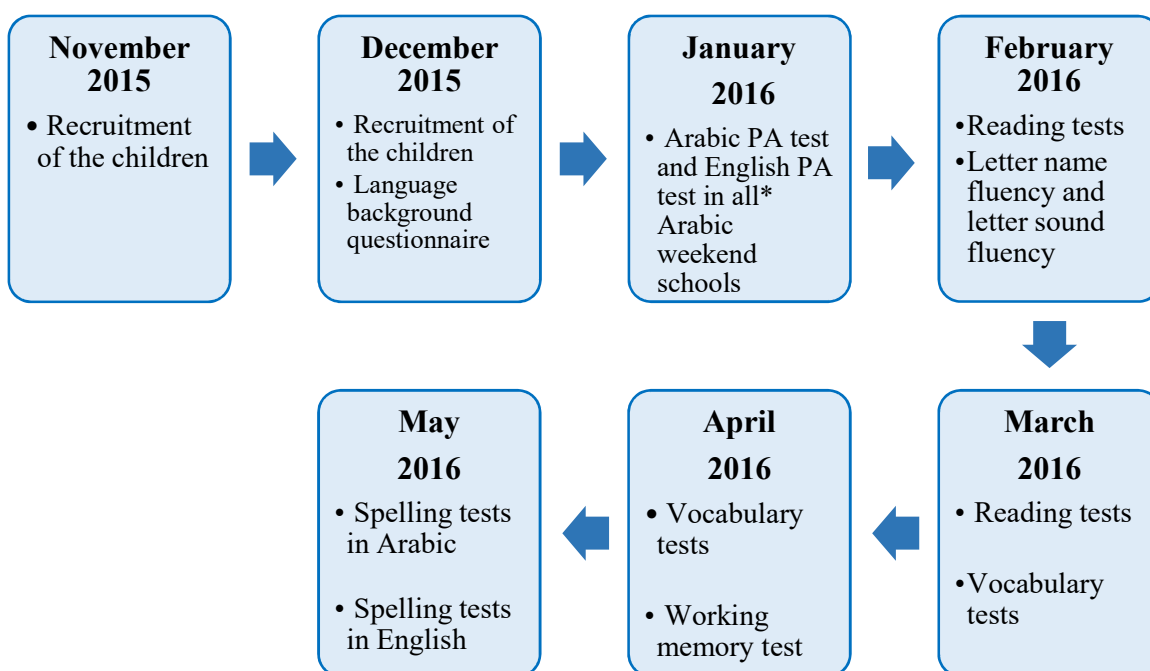 November
2015
• Recruitment
of the children
December
2015
• Recruitment of
the children
• Language
background
questionnaire
January
2016
• Arabic PA test
and English PA
test in all*
Arabic
weekend
schools
February
2016
•Reading tests
•Letter name
fluency and
letter sound
fluency
March
2016
• Reading tests
•Vocabulary
tests
April
2016
• Vocabulary
tests
• Working
memory test
May
2016
• Spelling tests
in Arabic
• Spelling tests
in English